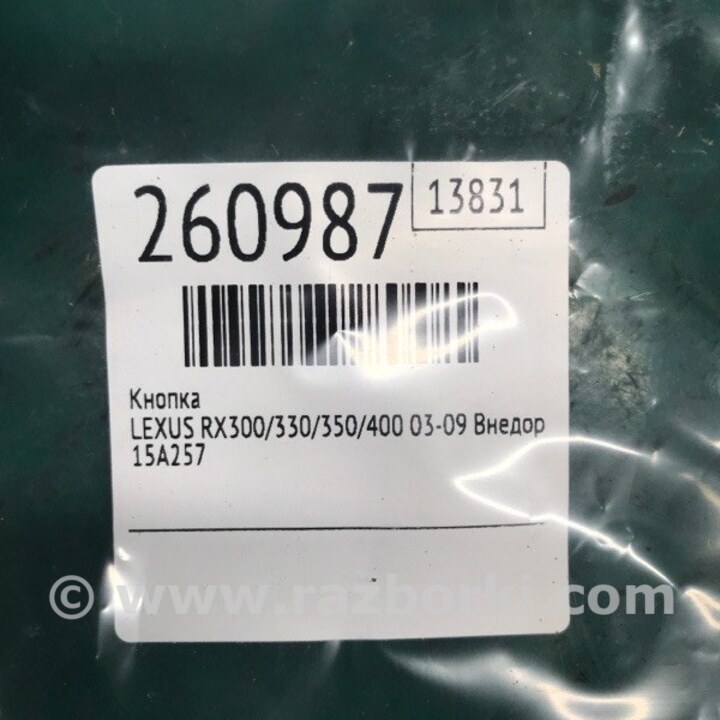 260987
13831
Кнопка
LEXUS RX300/330/350/400 03-09 Внедор
15A257
© www.razborki.com